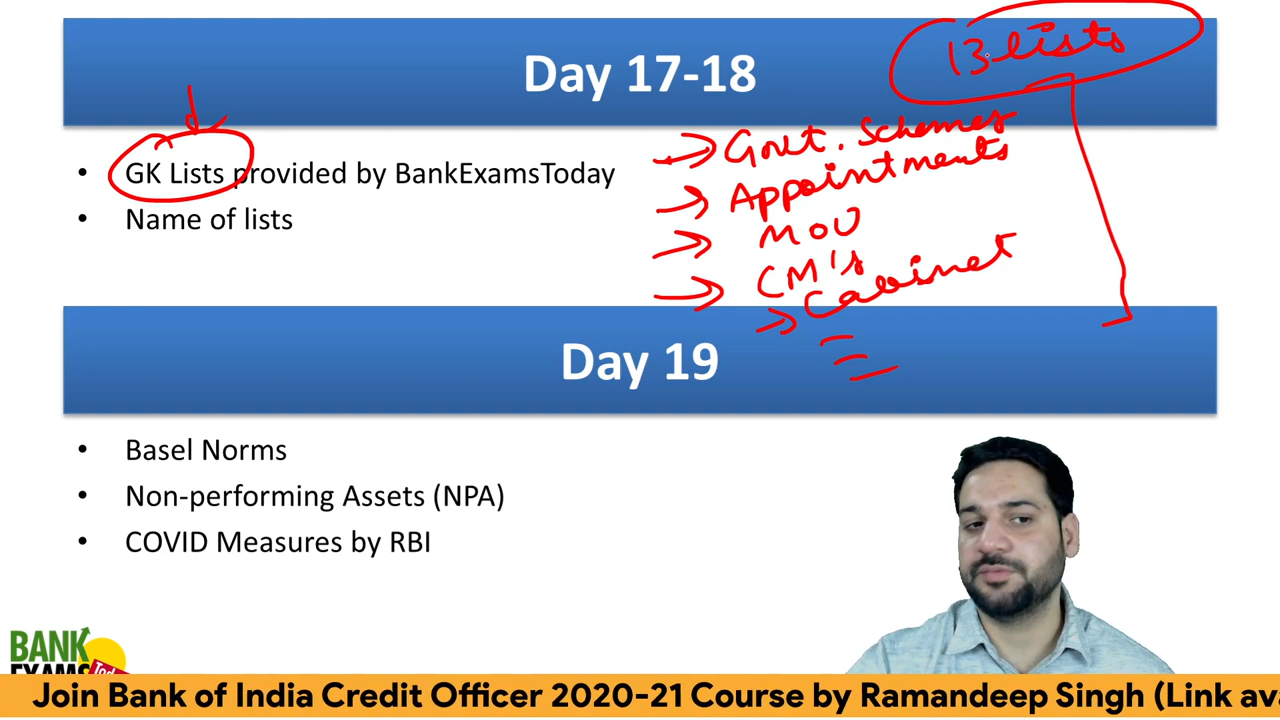 13 lists
Day 17-18
• GK Lists provided by BankExamsToday
• Name of lists
→ Govt. Schemes
→ Appointments
→ MOU
→ CM's
→ Cabinet
Day 19
• Basel Norms
• Non-performing Assets (NPA)
• COVID Measures by RBI
BANK
EXAMS Today
Join Bank of India Credit Officer 2020-21 Course by Ramandeep Singh (Link av